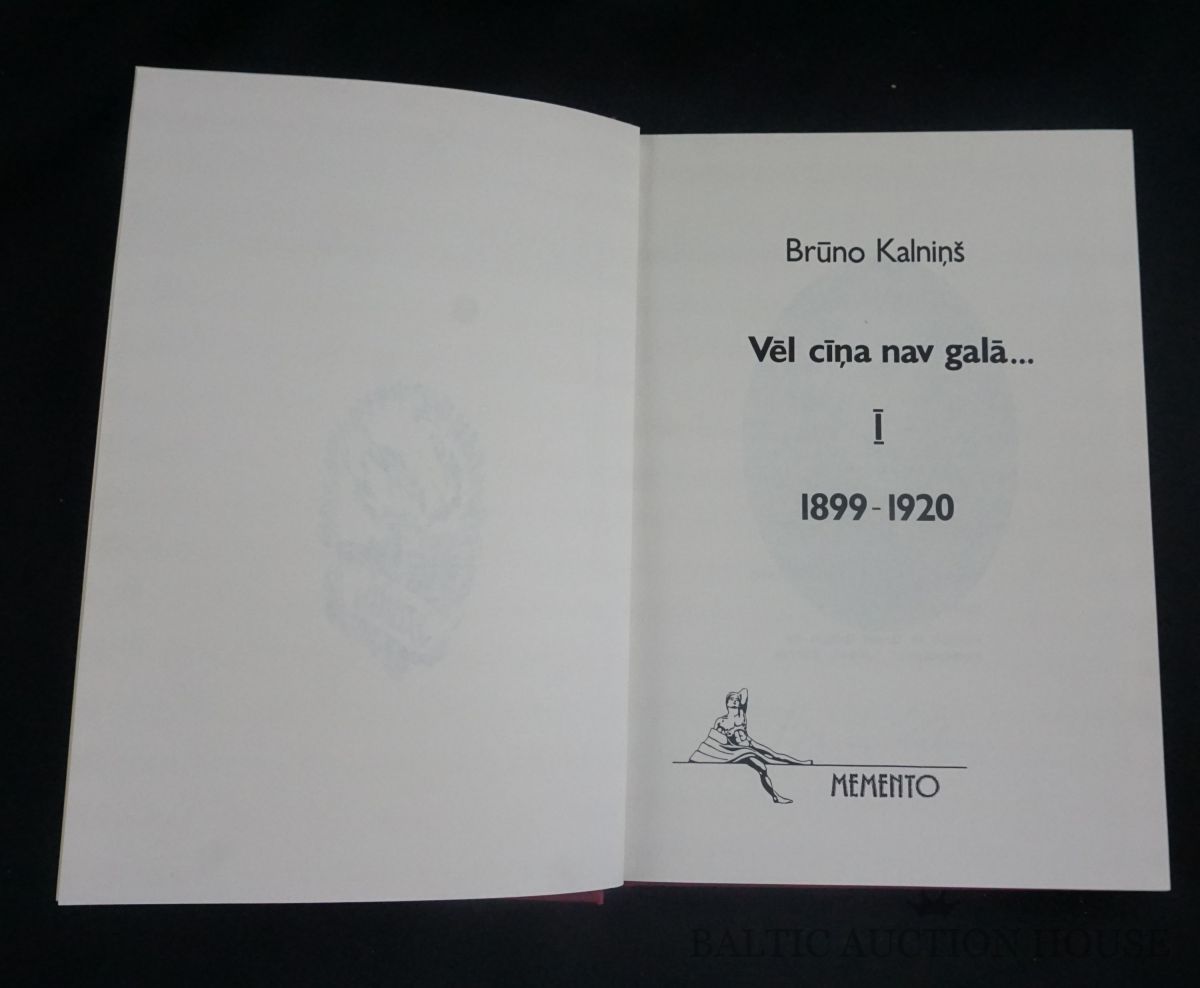 Brūno Kalniņš
Vēl cīņa nav galā...
I
1899-1920
MEMENTO
BALTIC AUCTION HOUSE